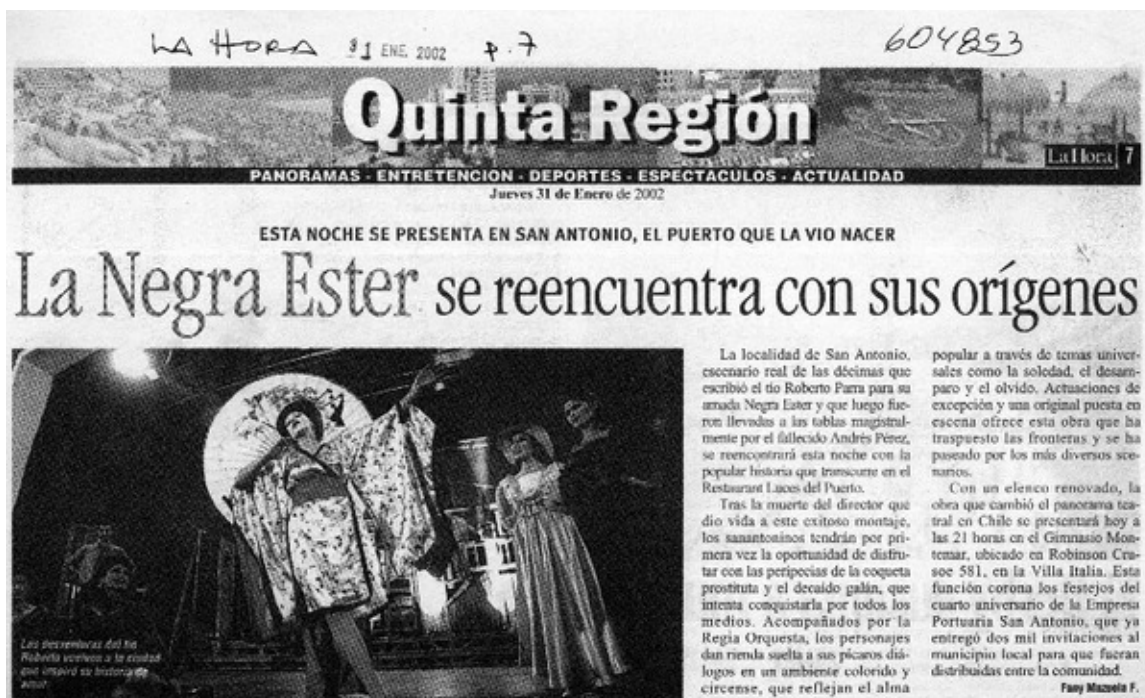 LA HORA 31 ENE. 2002 p. 7
604853
Quinta Región
La Hora 7
PANORAMAS - ENTRETENCION - DEPORTES - ESPECTACULOS - ACTUALIDAD
Jueves 31 de Enero de 2002
ESTA NOCHE SE PRESENTA EN SAN ANTONIO, EL PUERTO QUE LA VIO NACER
La Negra Ester se reencuentra con sus orígenes
Las desventuras del tío
Roberto vuelven a la ciudad
que inspiró su historia de
amor.
La localidad de San Antonio,
escenario real de las décimas que
escribió el tío Roberto Parra para su
amada Negra Ester y que luego fue-
ron llevadas a las tablas magistral-
mente por el fallecido Andrés Pérez,
se reencontrará esta noche con la
popular historia que transcurre en el
Restaurant Luces del Puerto.
Tras la muerte del director que
dio vida a este exitoso montaje,
los sanantoninos tendrán por pri-
mera vez la oportunidad de disfru-
tar con las peripecias de la coqueta
prostituta y el decaído galán, que
intenta conquistarla por todos los
medios. Acompañados por la
Regia Orquesta, los personajes
dan rienda suelta a sus pícaros diá-
logos en un ambiente colorido y
circense, que reflejan el alma
popular a través de temas univer-
sales como la soledad, el desam-
paro y el olvido. Actuaciones de
excepción y una original puesta en
escena ofrece esta obra que ha
traspuesto las fronteras y se ha
paseado por los más diversos sce-
narios.
Con un elenco renovado, la
obra que cambió el panorama tea-
tral en Chile se presentará hoy a
las 21 horas en el Gimnasio Mon-
temar, ubicado en Robinson Cru-
soe 581, en la Villa Italia. Esta
función corona los festejos del
cuarto aniversario de la Empresa
Portuaria San Antonio, que ya
entregó dos mil invitaciones al
municipio local para que fueran
distribuidas entre la comunidad.
Fany Mazuela F.